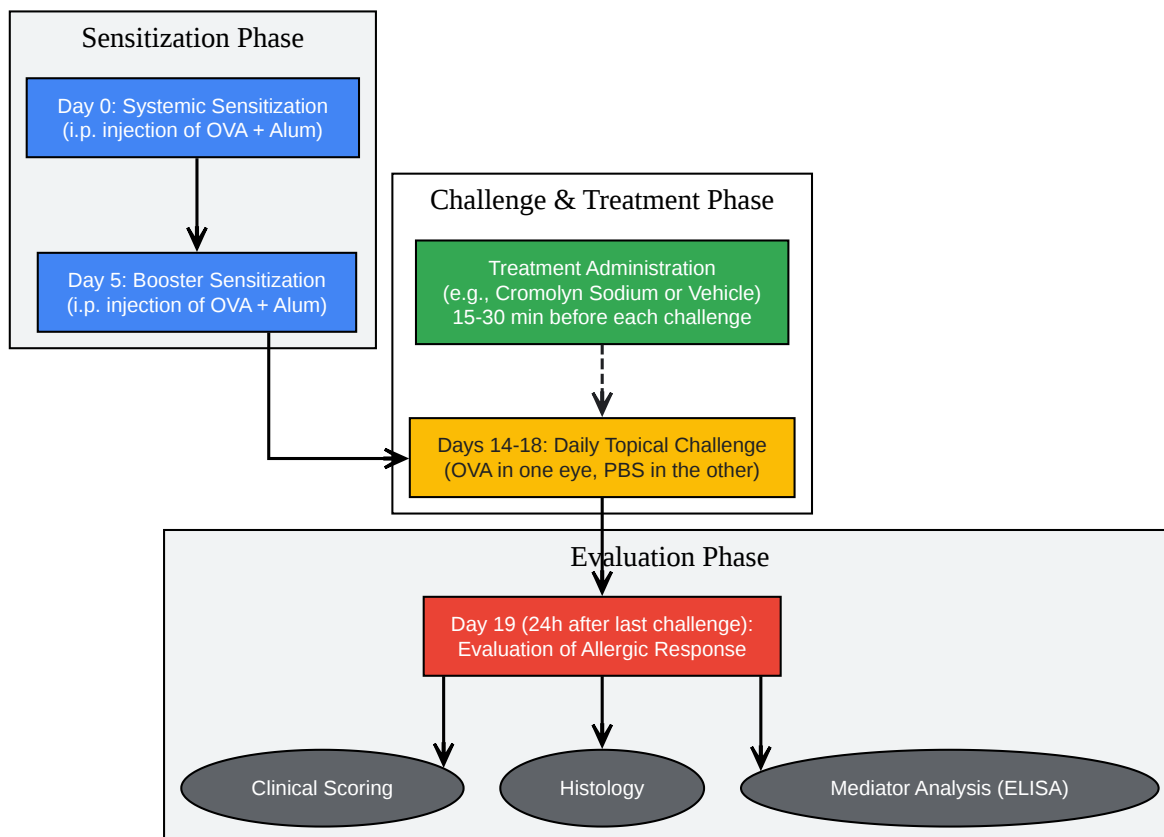 Sensitization Phase
Day 0: Systemic Sensitization
(i.p. injection of OVA + Alum)
Day 5: Booster Sensitization
(i.p. injection of OVA + Alum)
Challenge & Treatment Phase
Treatment Administration
(e.g., Cromolyn Sodium or Vehicle)
15-30 min before each challenge
Days 14-18: Daily Topical Challenge
(OVA in one eye, PBS in the other)
Evaluation Phase
Day 19 (24h after last challenge):
Evaluation of Allergic Response
Clinical Scoring
Histology
Mediator Analysis (ELISA)